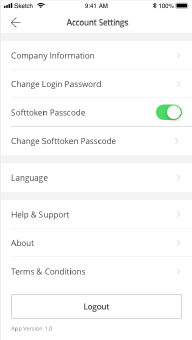 Sketch 9:41 AM 100%
Account Settings
Company Information
Change Login Password
Softtoken Passcode
Change Softtoken Passcode
Language
Help & Support
About
Terms & Conditions
Logout
App Version 1.0